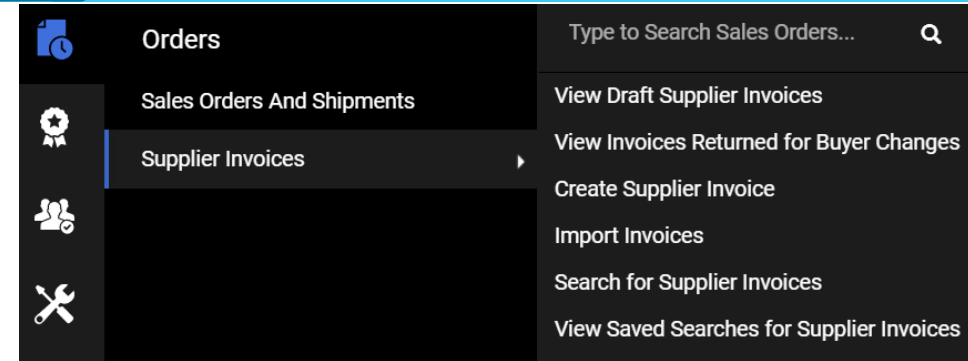 Orders
Sales Orders And Shipments
Supplier Invoices
Type to Search Sales Orders...
View Draft Supplier Invoices
View Invoices Returned for Buyer Changes
Create Supplier Invoice
Import Invoices
Search for Supplier Invoices
View Saved Searches for Supplier Invoices